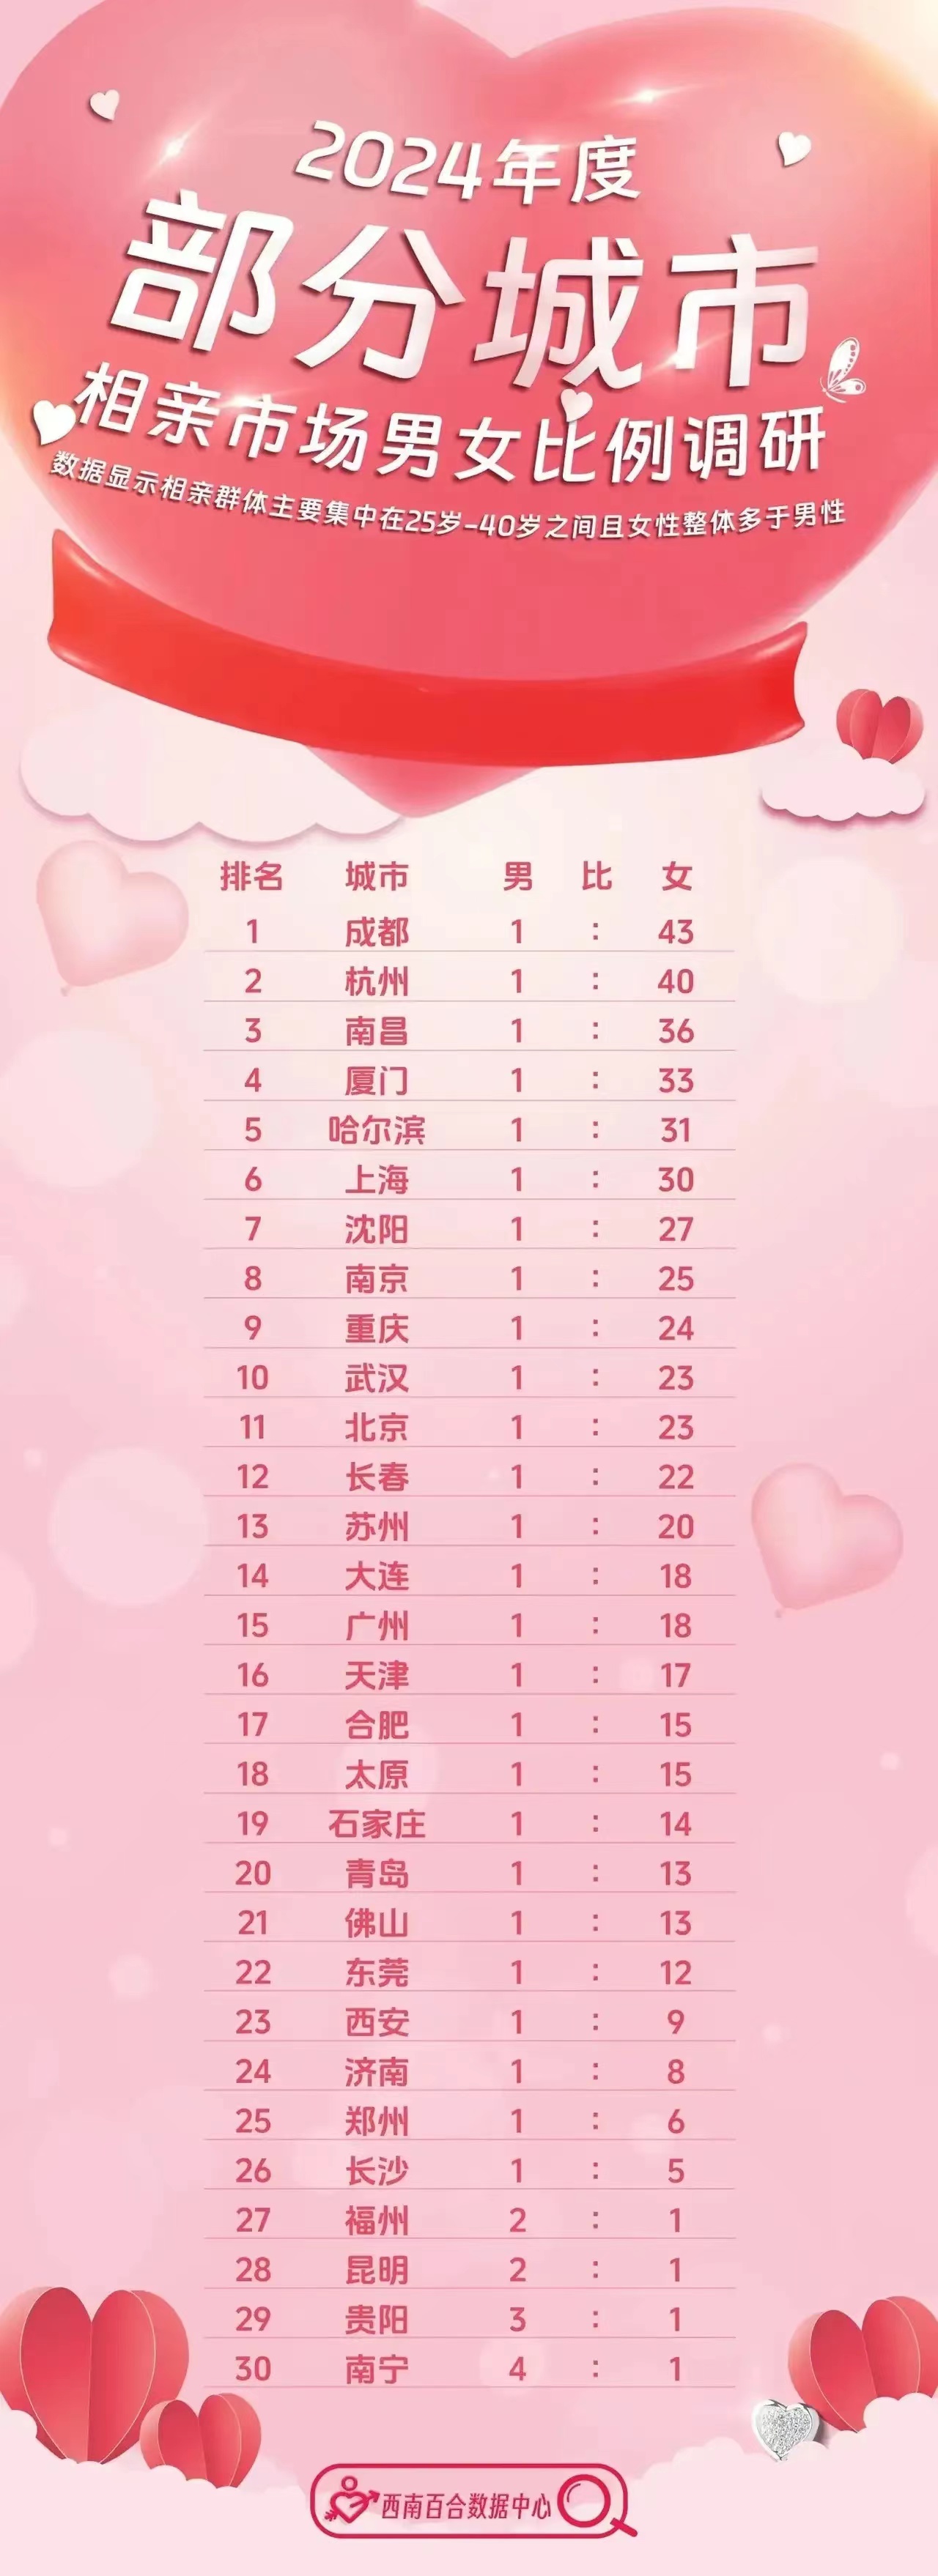 2024年度
部分城市
相亲市场男女比例调研
数据显示相亲群体主要集中在25岁-40岁之间且女性整体多于男性
排名 城市 男 比 女
1 成都 1 : 43
2 杭州 1 : 40
3 南昌 1 : 36
4 厦门 1 : 33
5 哈尔滨 1 : 31
6 上海 1 : 30
7 沈阳 1 : 27
8 南京 1 : 25
9 重庆 1 : 24
10 武汉 1 : 23
11 北京 1 : 23
12 长春 1 : 22
13 苏州 1 : 20
14 大连 1 : 18
15 广州 1 : 18
16 天津 1 : 17
17 合肥 1 : 15
18 太原 1 : 15
19 石家庄 1 : 14
20 青岛 1 : 13
21 佛山 1 : 13
22 东莞 1 : 12
23 西安 1 : 9
24 济南 1 : 8
25 郑州 1 : 6
26 长沙 1 : 5
27 福州 2 : 1
28 昆明 2 : 1
29 贵阳 3 : 1
30 南宁 4 : 1
西南百合数据中心